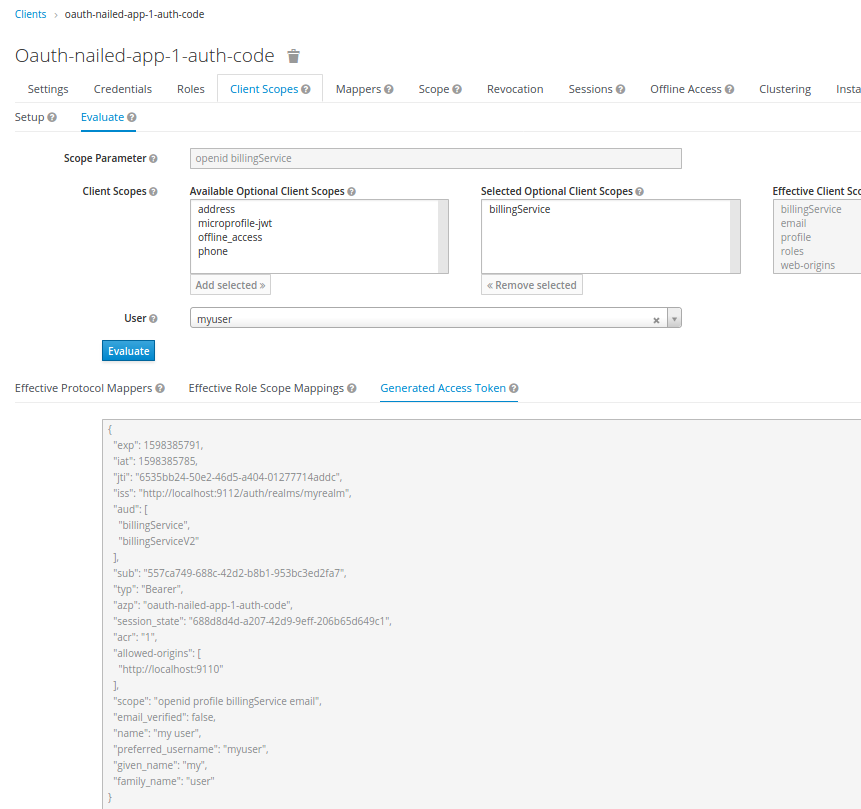 Clients › oauth-nailed-app-1-auth-code
Oauth-nailed-app-1-auth-code
Settings Credentials Roles Client Scopes Mappers Scope Revocation Sessions Offline Access Clustering Insta
Setup Evaluate
Scope Parameter openid billingService
Client Scopes Available Optional Client Scopes Selected Optional Client Scopes Effective Client Sco
address billingService billingService
microprofile-jwt email
offline_access profile
phone roles
web-origins
Add selected » « Remove selected
User myuser
Evaluate
Effective Protocol Mappers Effective Role Scope Mappings Generated Access Token
{
"exp": 1598385791,
"iat": 1598385785,
"jti": "6535bb24-50e2-46d5-a404-01277714addc",
"iss": "http://localhost:9112/auth/realms/myrealm",
"aud": [
"billingService",
"billingServiceV2"
],
"sub": "557ca749-688c-42d2-b8b1-953bc3ed2fa7",
"typ": "Bearer",
"azp": "oauth-nailed-app-1-auth-code",
"session_state": "688d8d4d-a207-42d9-9eff-206b65d649c1",
"acr": "1",
"allowed-origins": [
"http://localhost:9110"
],
"scope": "openid profile billingService email",
"email_verified": false,
"name": "my user",
"preferred_username": "myuser",
"given_name": "my",
"family_name": "user"
}